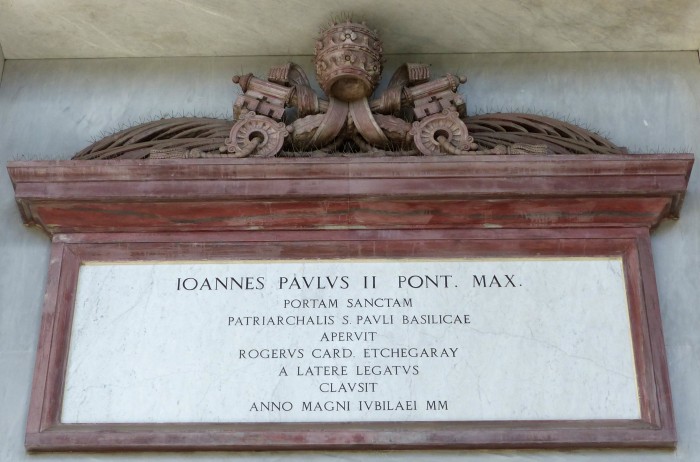 IOANNES PAVLVS II PONT. MAX.
PORTAM SANCTAM
PATRIARCHALIS S. PAVLI BASILICAE
APERVIT
ROGERVS CARD. ETCHEGARAY
A LATERE LEGATVS
CLAVSIT
ANNO MAGNI IVBILAEI MM